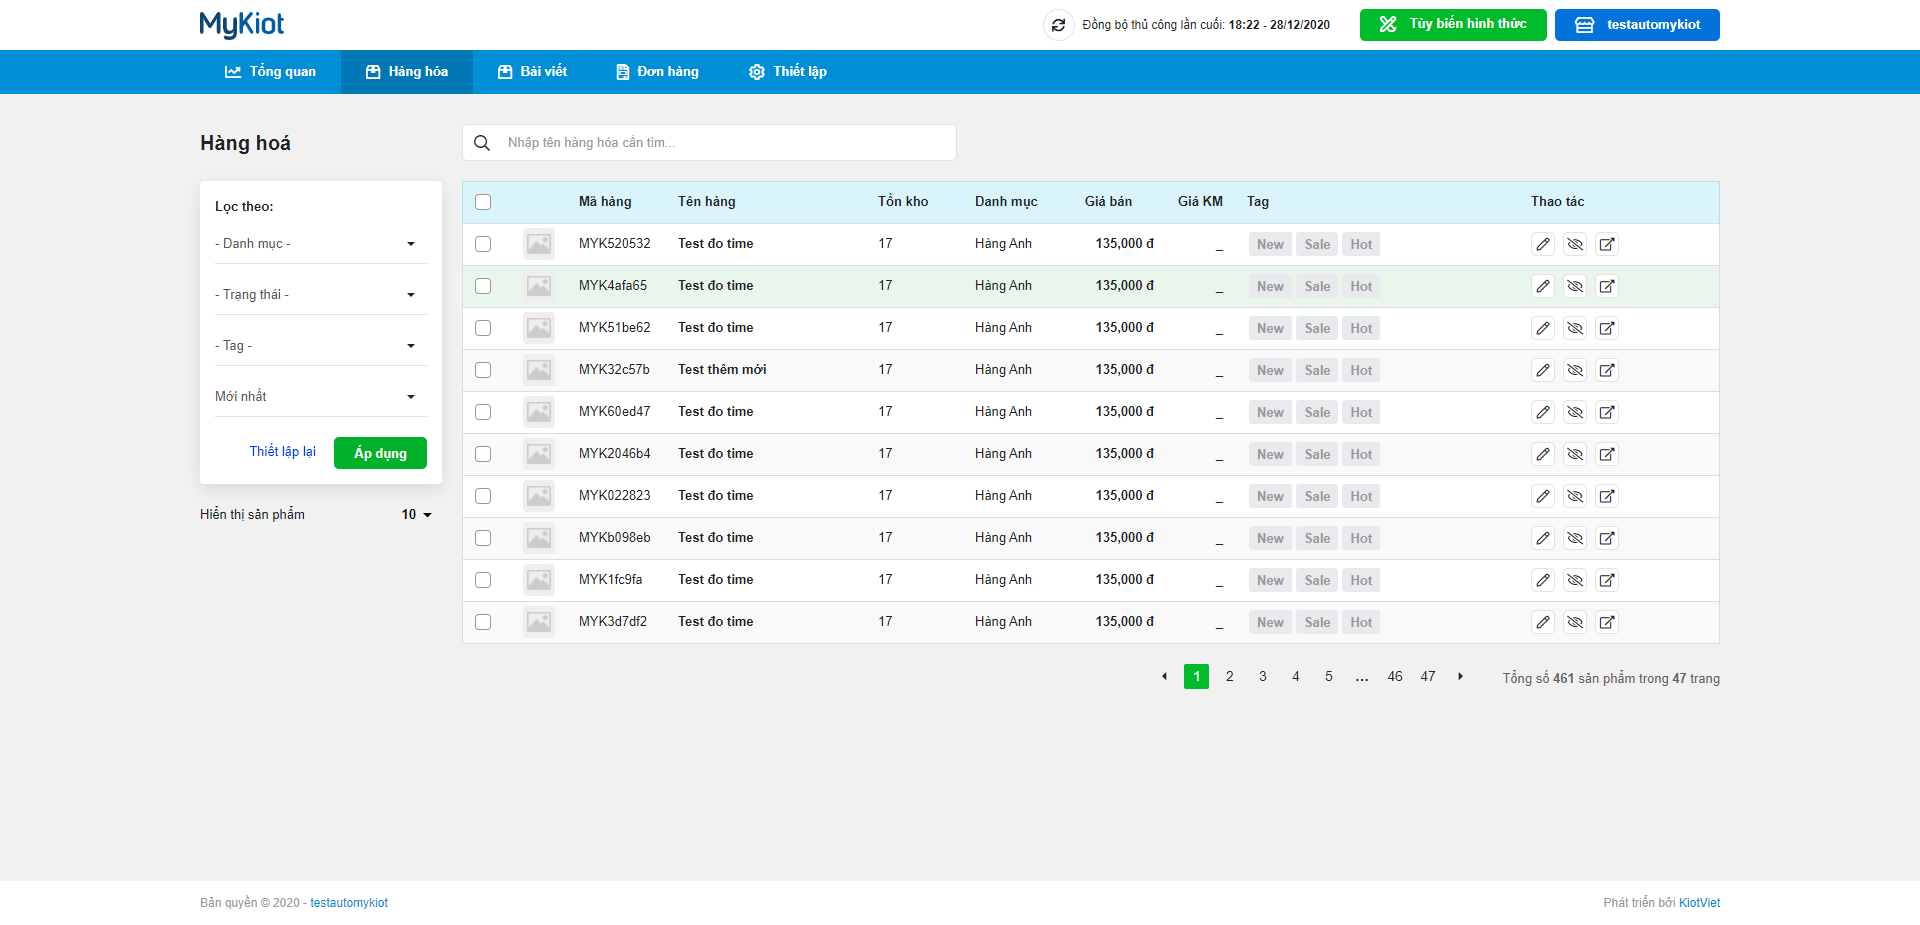 MyKiot
Đồng bộ thủ công lần cuối: 18:22 - 28/12/2020
Tùy biến hình thức
testautomykiot
Tổng quan
Hàng hóa
Bài viết
Đơn hàng
Thiết lập
Hàng hoá
Nhập tên hàng hóa cần tìm...
Lọc theo:
- Danh mục -
- Trạng thái -
- Tag -
Mới nhất
Thiết lập lại
Áp dụng
Hiển thị sản phẩm 10
Mã hàng Tên hàng Tồn kho Danh mục Giá bán Giá KM Tag Thao tác
MYK520532 Test đo time 17 Hàng Anh 135,000 đ _ New Sale Hot
MYK4afa65 Test đo time 17 Hàng Anh 135,000 đ _ New Sale Hot
MYK51be62 Test đo time 17 Hàng Anh 135,000 đ _ New Sale Hot
MYK32c57b Test thêm mới 17 Hàng Anh 135,000 đ _ New Sale Hot
MYK60ed47 Test đo time 17 Hàng Anh 135,000 đ _ New Sale Hot
MYK2046b4 Test đo time 17 Hàng Anh 135,000 đ _ New Sale Hot
MYK022823 Test đo time 17 Hàng Anh 135,000 đ _ New Sale Hot
MYKb098eb Test đo time 17 Hàng Anh 135,000 đ _ New Sale Hot
MYK1fc9fa Test đo time 17 Hàng Anh 135,000 đ _ New Sale Hot
MYK3d7df2 Test đo time 17 Hàng Anh 135,000 đ _ New Sale Hot
1 2 3 4 5 ... 46 47
Tổng số 461 sản phẩm trong 47 trang
Bản quyền © 2020 - testautomykiot
Phát triển bởi KiotViet